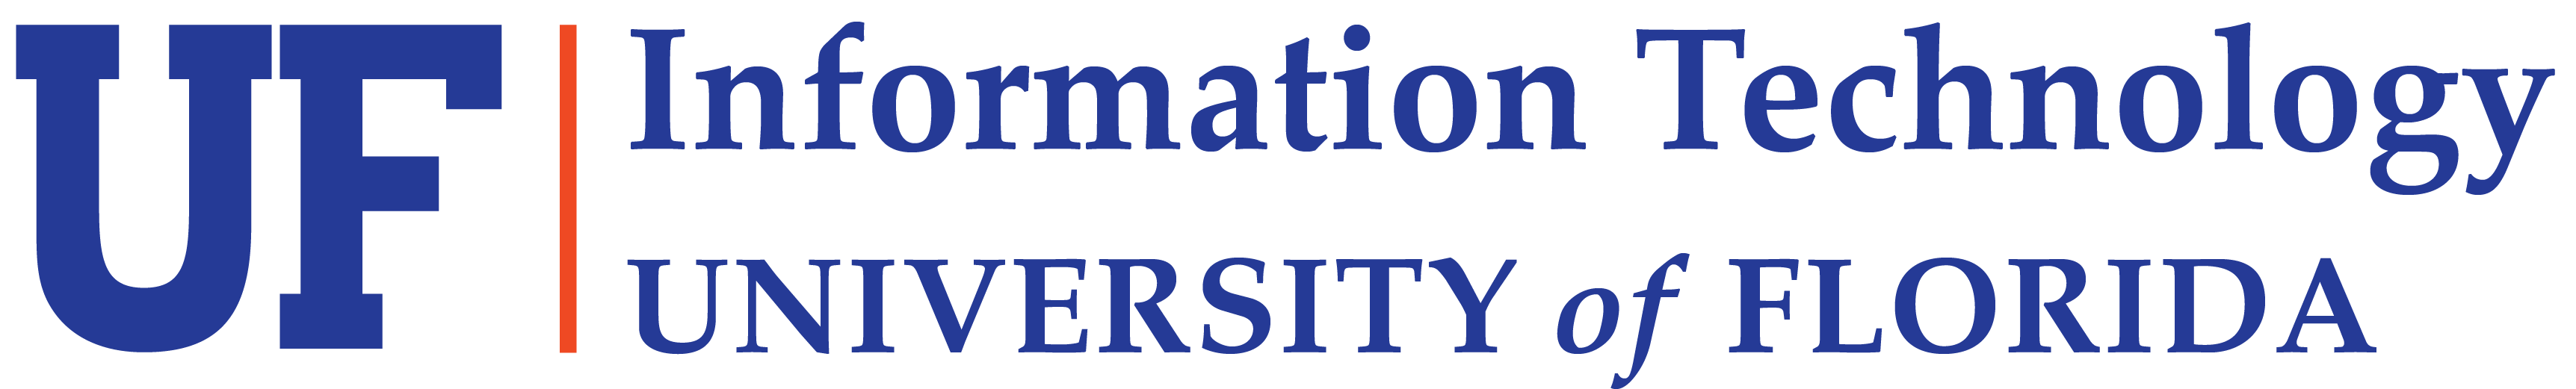 UF
Information Technology
UNIVERSITY of FLORIDA